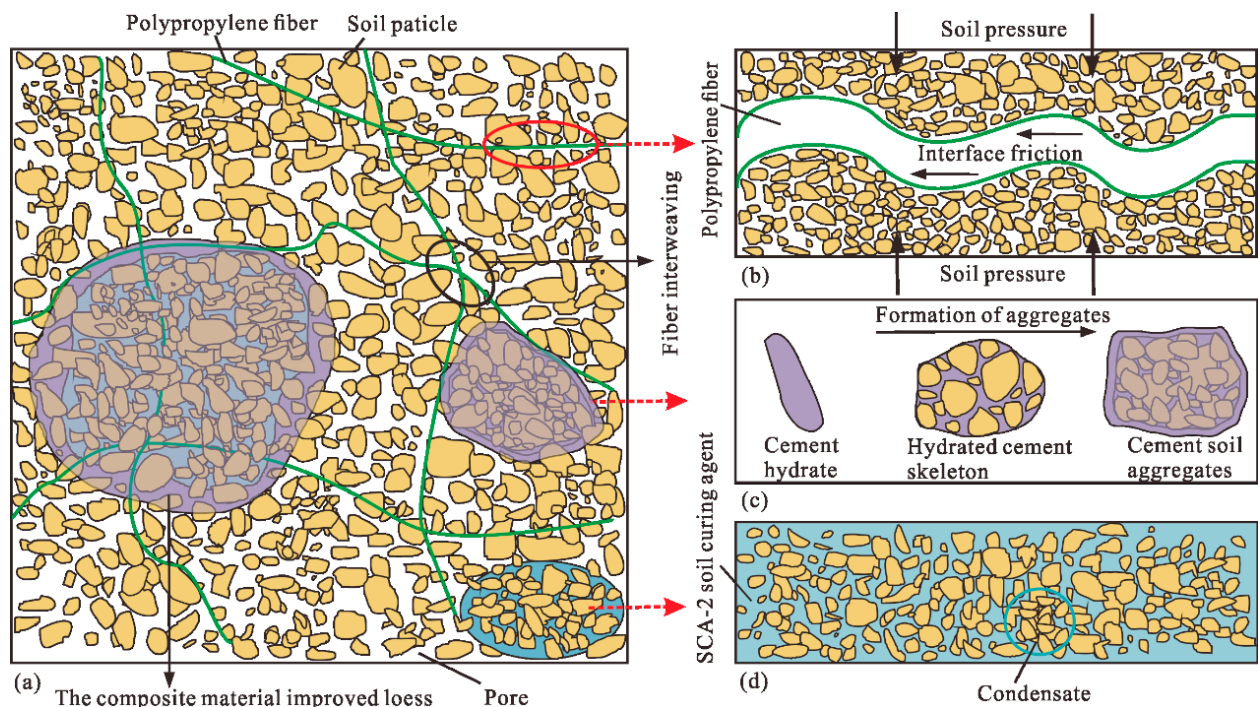 Polypropylene fiber
Soil paticle
Fiber interweaving
(a)
The composite material improved loess
Pore
Soil pressure
Polypropylene fiber
Interface friction
(b)
Soil pressure
Formation of aggregates
Cement
hydrate
Hydrated cement
skeleton
Cement soil
aggregates
(c)
SCA-2 soil curing agent
(d)
Condensate